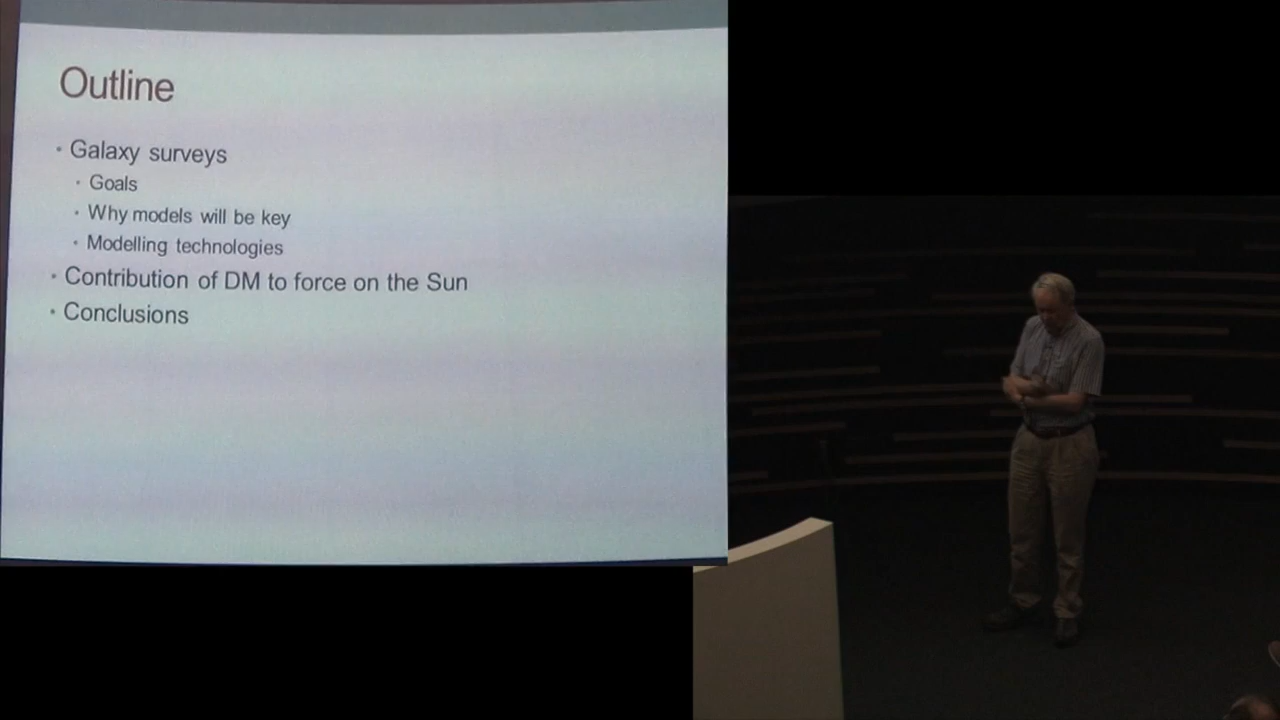 Outline
• Galaxy surveys
• Goals
• Why models will be key
• Modelling technologies
• Contribution of DM to force on the Sun
• Conclusions